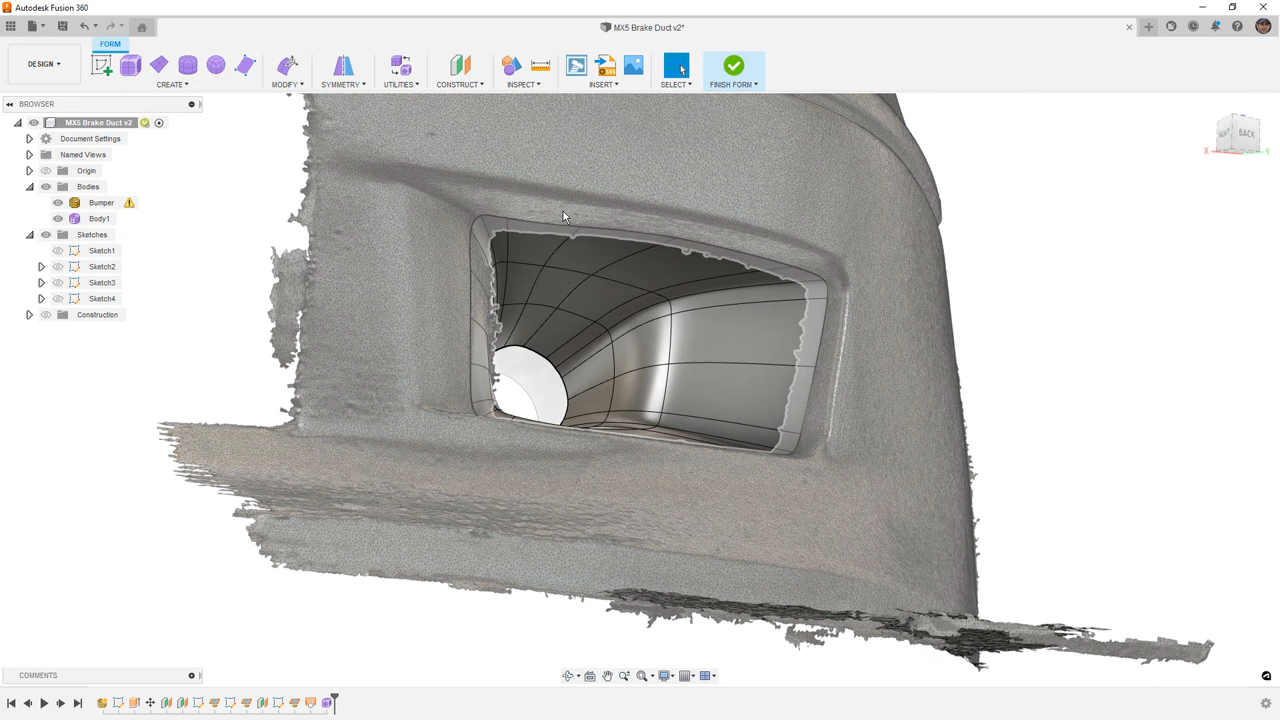 Autodesk Fusion 360
MX5 Brake Duct v2*
FORM
DESIGN
CREATE
MODIFY
SYMMETRY
UTILITIES
CONSTRUCT
INSPECT
INSERT
SELECT
FINISH FORM
BROWSER
MX5 Brake Duct v2
Document Settings
Named Views
Origin
Bodies
Bumper
Body1
Sketches
Sketch1
Sketch2
Sketch3
Sketch4
Construction
BACK
X
Y
COMMENTS